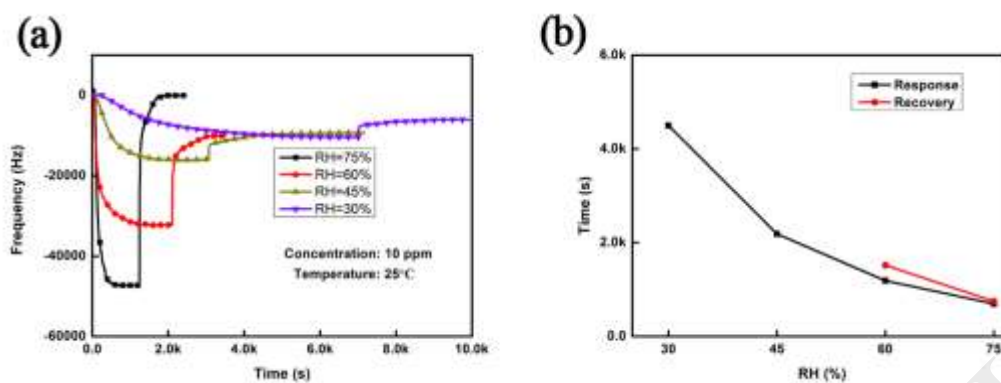 (a)
Frequency (Hz)
0
-20000
-40000
-60000
0.0
2.0k
4.0k
6.0k
8.0k
10.0k
Time (s)
RH=75%
RH=60%
RH=45%
RH=30%
Concentration: 10 ppm
Temperature: 25°C
(b)
Time (s)
6.0k
4.0k
2.0k
0.0
30
45
60
75
RH (%)
Response
Recovery